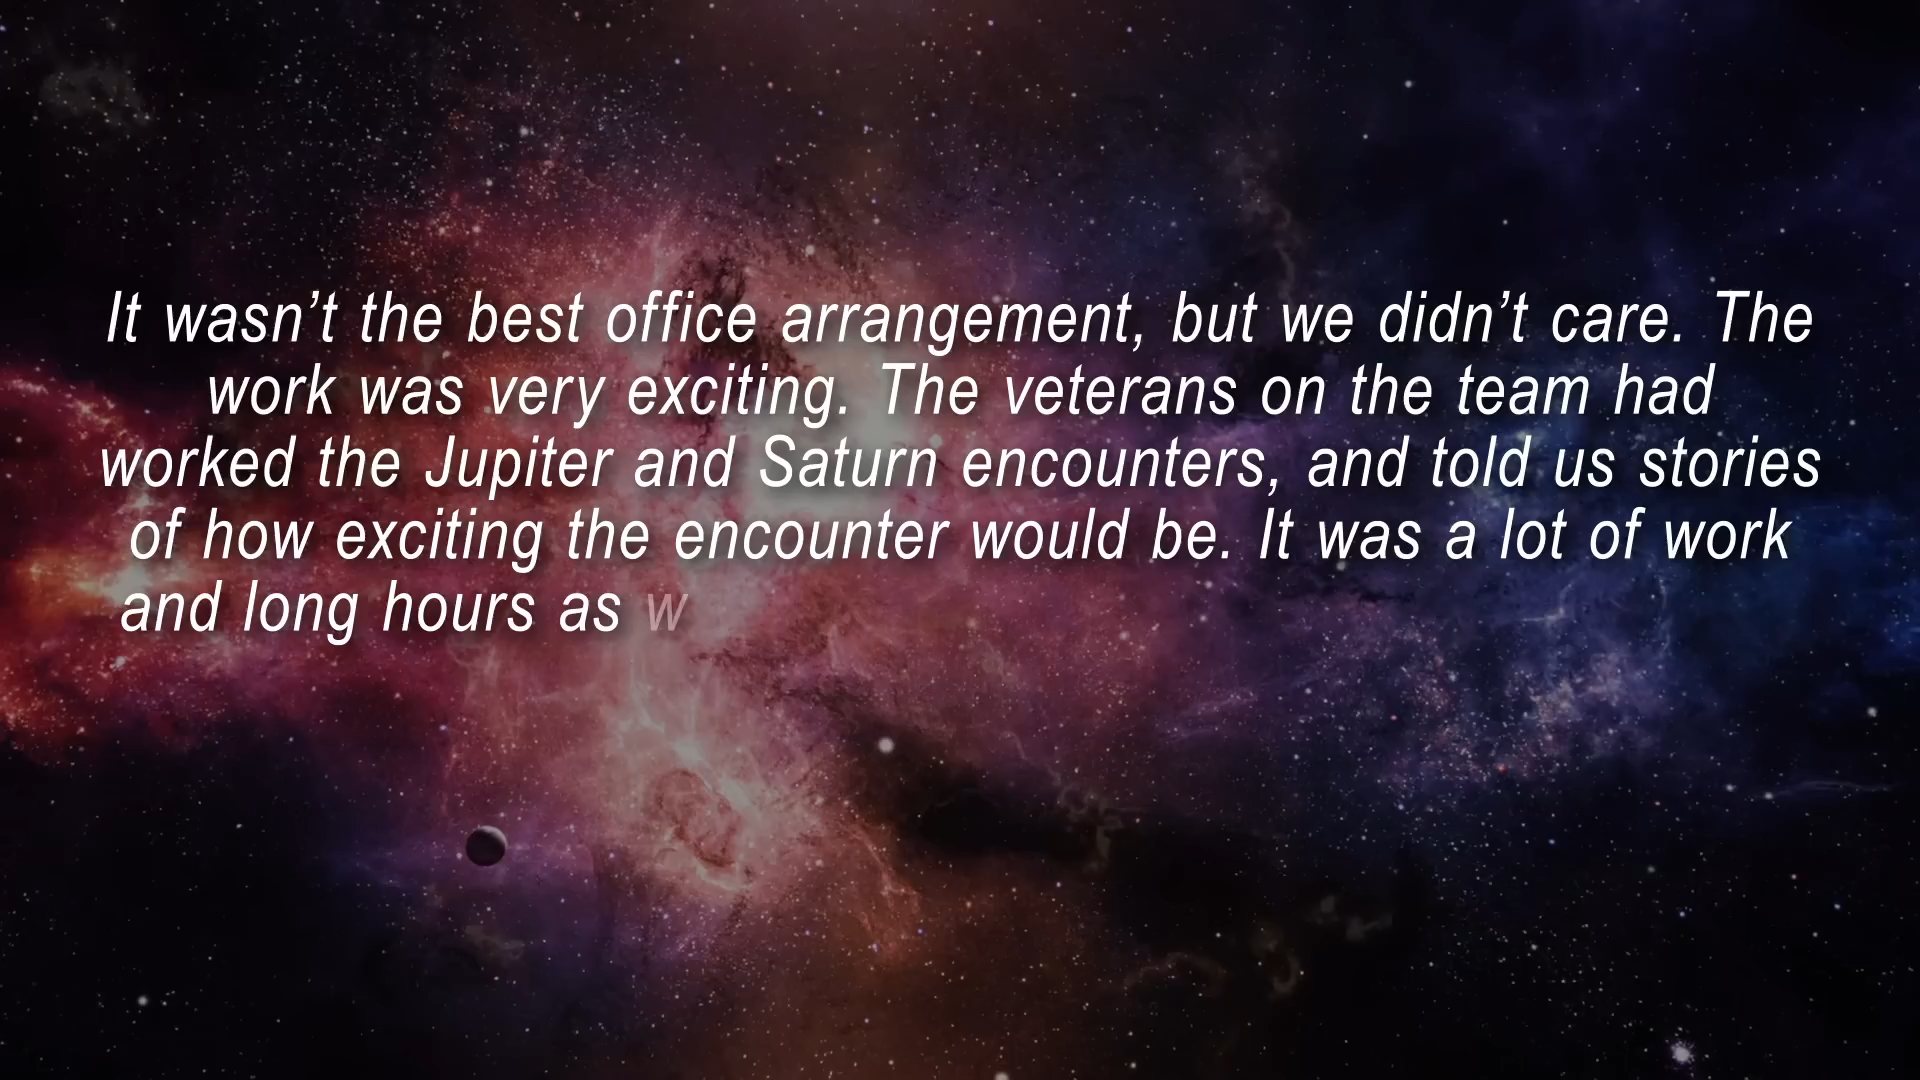 It wasn’t the best office arrangement, but we didn’t care. The
work was very exciting. The veterans on the team had
worked the Jupiter and Saturn encounters, and told us stories
of how exciting the encounter would be. It was a lot of work
and long hours as w